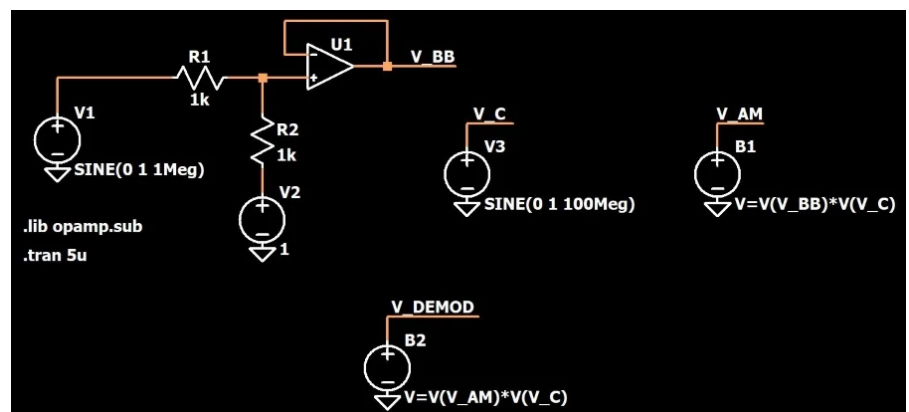 U1
V_BB
R1
1k
V1
SINE(0 1 1Meg)
R2
1k
V2
1
V_C
V3
SINE(0 1 100Meg)
V_AM
B1
V=V(V_BB)*V(V_C)
.lib opamp.sub
.tran 5u
V_DEMOD
B2
V=V(V_AM)*V(V_C)